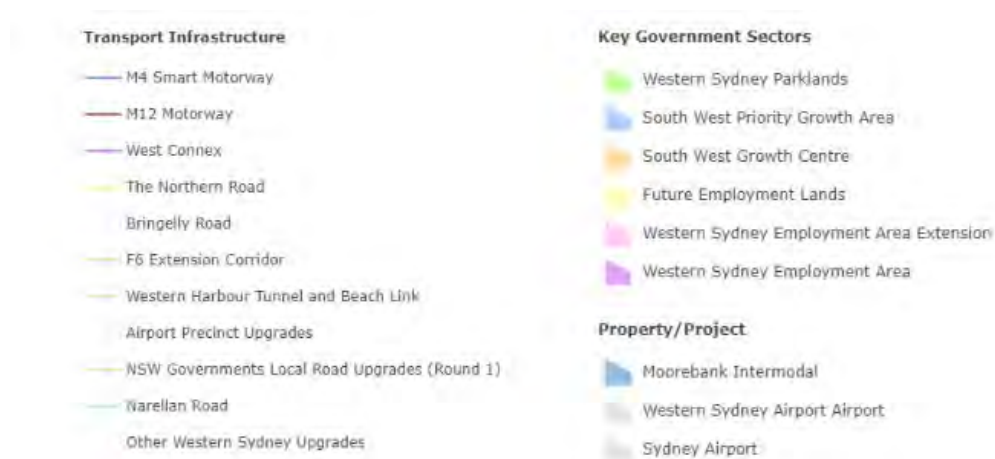 Transport Infrastructure
M4 Smart Motorway
M12 Motorway
West Connex
The Northern Road
Bringelly Road
F6 Extension Corridor
Western Harbour Tunnel and Beach Link
Airport Precinct Upgrades
NSW Governments Local Road Upgrades (Round 1)
Narellan Road
Other Western Sydney Upgrades
Key Government Sectors
Western Sydney Parklands
South West Priority Growth Area
South West Growth Centre
Future Employment Lands
Western Sydney Employment Area Extension
Western Sydney Employment Area
Property/Project
Moorebank Intermodal
Western Sydney Airport Airport
Sydney Airport